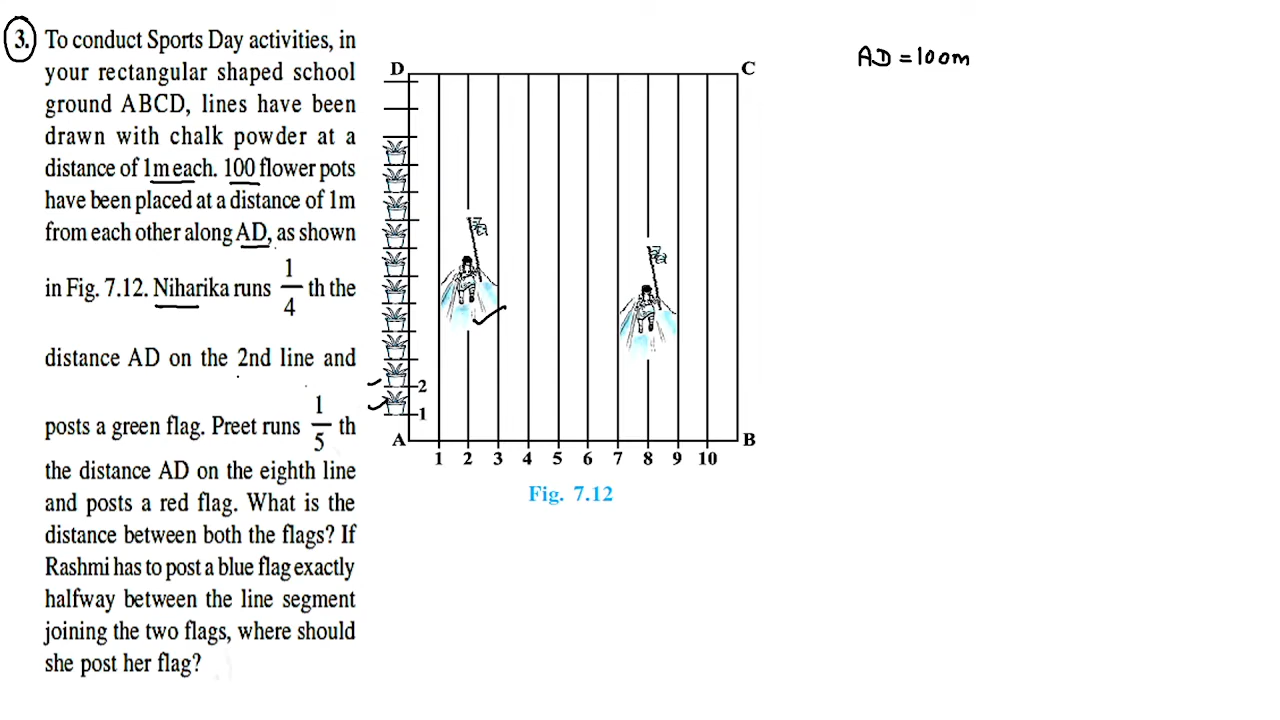 3. To conduct Sports Day activities, in
your rectangular shaped school
ground ABCD, lines have been
drawn with chalk powder at a
distance of 1m each. 100 flower pots
have been placed at a distance of 1m
from each other along AD, as shown
in Fig. 7.12. Niharika runs 1/4 th the
distance AD on the 2nd line and
posts a green flag. Preet runs 1/5 th
the distance AD on the eighth line
and posts a red flag. What is the
distance between both the flags? If
Rashmi has to post a blue flag exactly
halfway between the line segment
joining the two flags, where should
she post her flag?
D C
2
1
A B
1 2 3 4 5 6 7 8 9 10
Fig. 7.12
AD = 100m